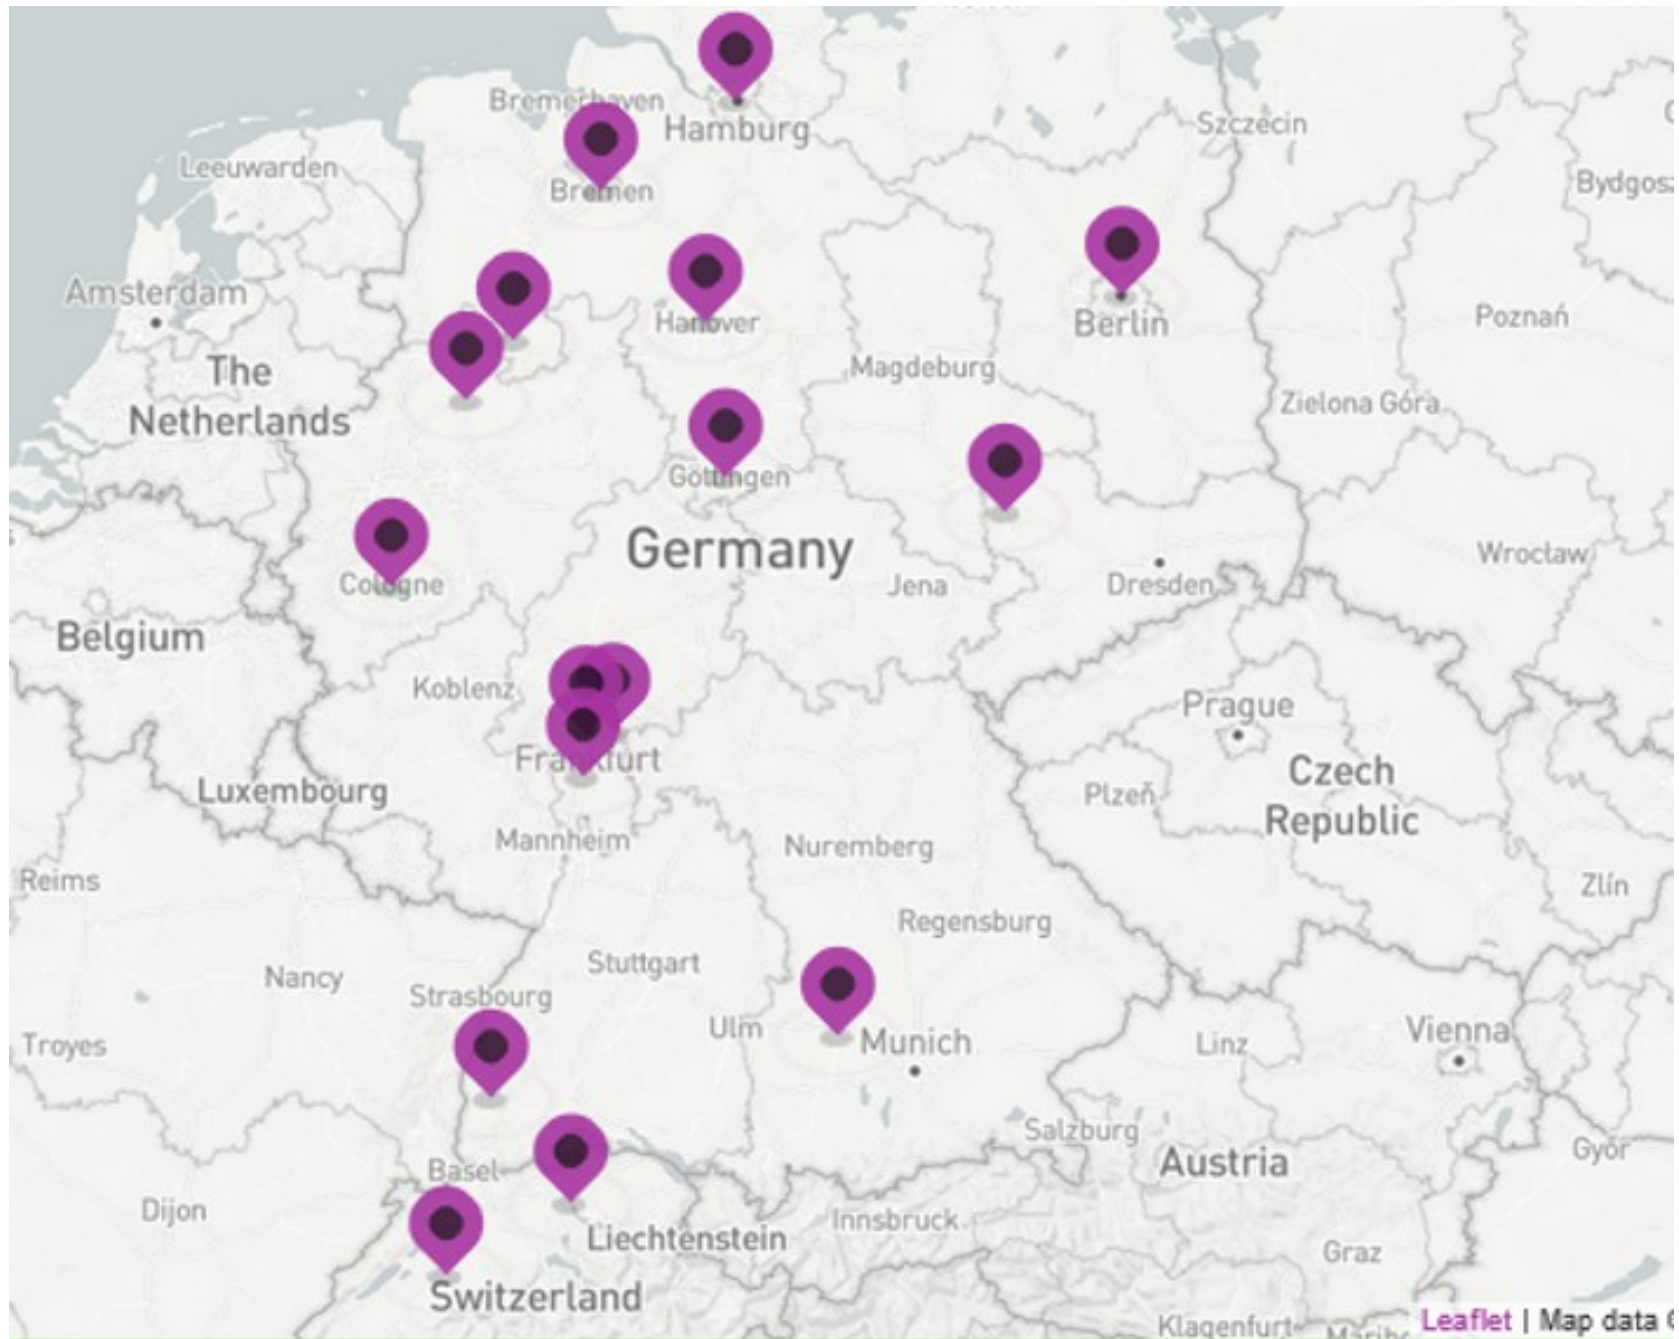 Bremerhaven
Hamburg
Szczecin
Leeuwarden
Bremen
Amsterdam
Hanover
Berlin
Poznań
The
Netherlands
Magdeburg
Zielona Góra
Göttingen
Germany
Wrocław
Cologne
Jena
Dresden
Belgium
Koblenz
Prague
Frankfurt
Luxembourg
Czech
Republic
Plzeň
Mannheim
Nuremberg
Reims
Zlín
Regensburg
Stuttgart
Nancy
Strasbourg
Ulm
Munich
Troyes
Linz
Vienna
Salzburg
Austria
Győr
Basel
Dijon
Innsbruck
Liechtenstein
Graz
Switzerland
Klagenfurt
Leaflet | Map data